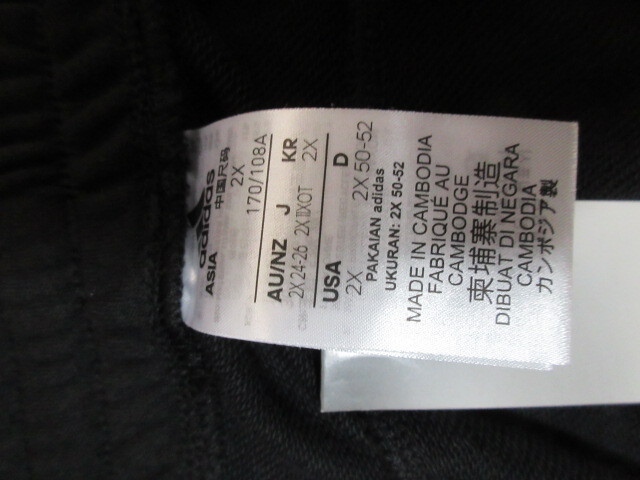 adidas
ASIA 中国尺码
2X
170/108A
AU/NZ J KR
2X 24-26 2XⅡXOT 2X
USA D
2X 2X 50-52
PAKAIAN adidas
UKURAN: 2X 50-52
MADE IN CAMBODIA
FABRIQUÉ AU
CAMBODGE
柬埔寨制造
DIBUAT DI NEGARA
CAMBODIA
カンボジア製